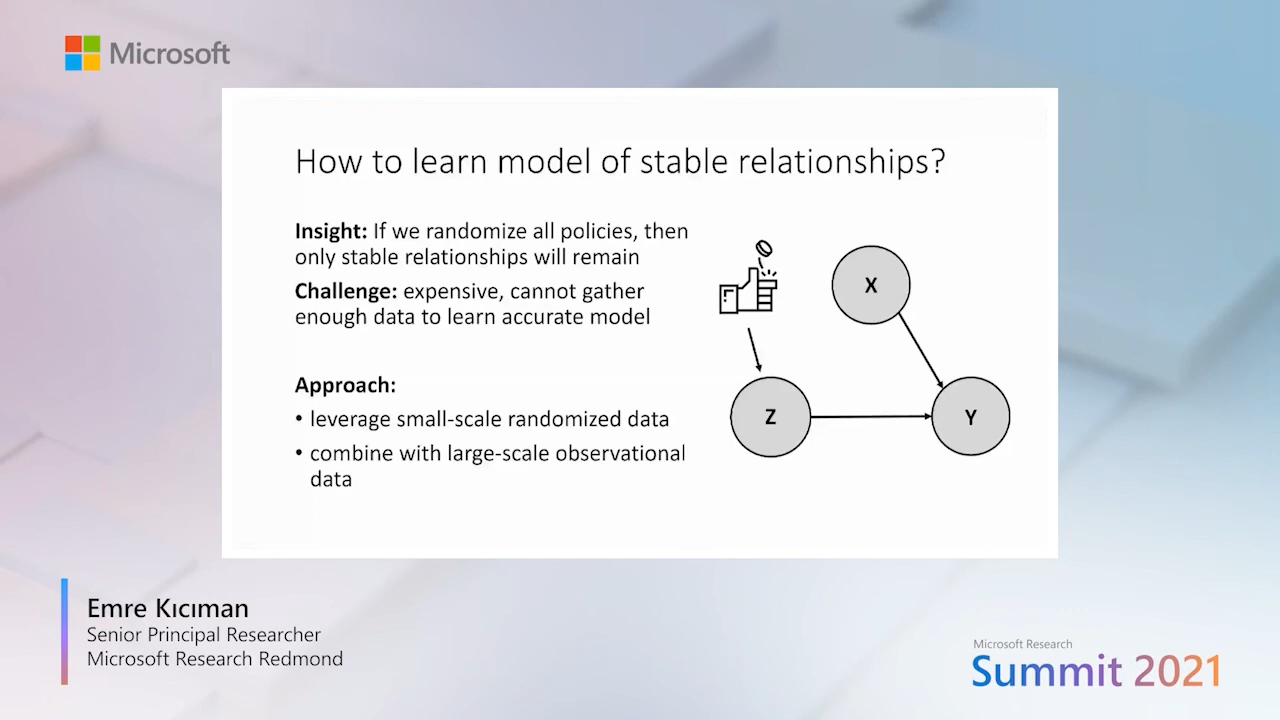 Microsoft
How to learn model of stable relationships?
Insight: If we randomize all policies, then
only stable relationships will remain
Challenge: expensive, cannot gather
enough data to learn accurate model
Approach:
• leverage small-scale randomized data
• combine with large-scale observational
data
X
Z
Y
Emre Kıcıman
Senior Principal Researcher
Microsoft Research Redmond
Microsoft Research
Summit 2021